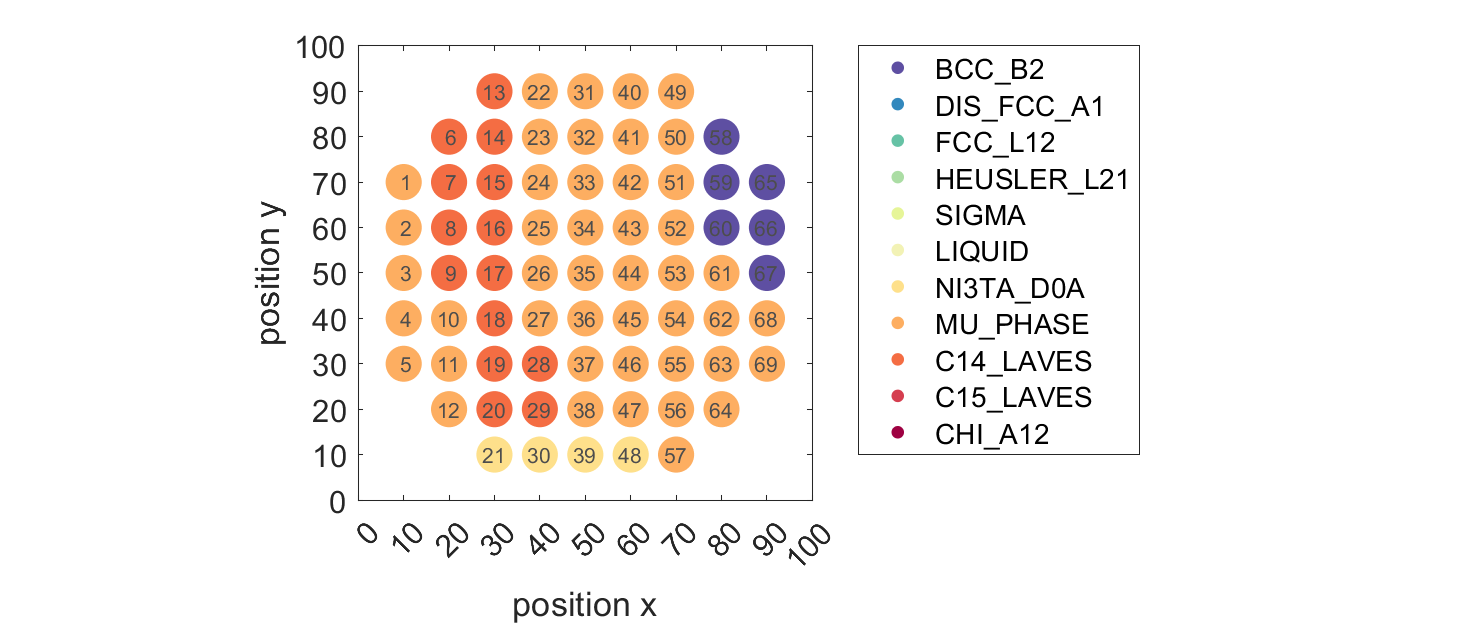 100
90
80
70
60
50
40
30
20
10
0
position y
13 22 31 40 49
6 14 23 32 41 50 58
1 7 15 24 33 42 51 59 65
2 8 16 25 34 43 52 60 66
3 9 17 26 35 44 53 61 67
4 10 18 27 36 45 54 62 68
5 11 19 28 37 46 55 63 69
12 20 29 38 47 56 64
21 30 39 48 57
0 10 20 30 40 50 60 70 80 90 100
position x
BCC_B2
DIS_FCC_A1
FCC_L12
HEUSLER_L21
SIGMA
LIQUID
NI3TA_D0A
MU_PHASE
C14_LAVES
C15_LAVES
CHI_A12